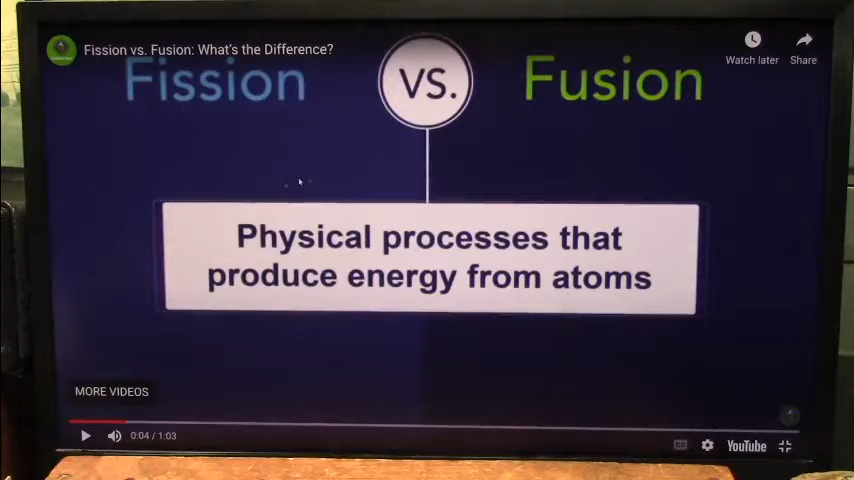 Fission vs. Fusion: What's the Difference?
Watch later
Share
Fission
VS.
Fusion
Physical processes that
produce energy from atoms
MORE VIDEOS
0:04 / 1:03
CC
YouTube